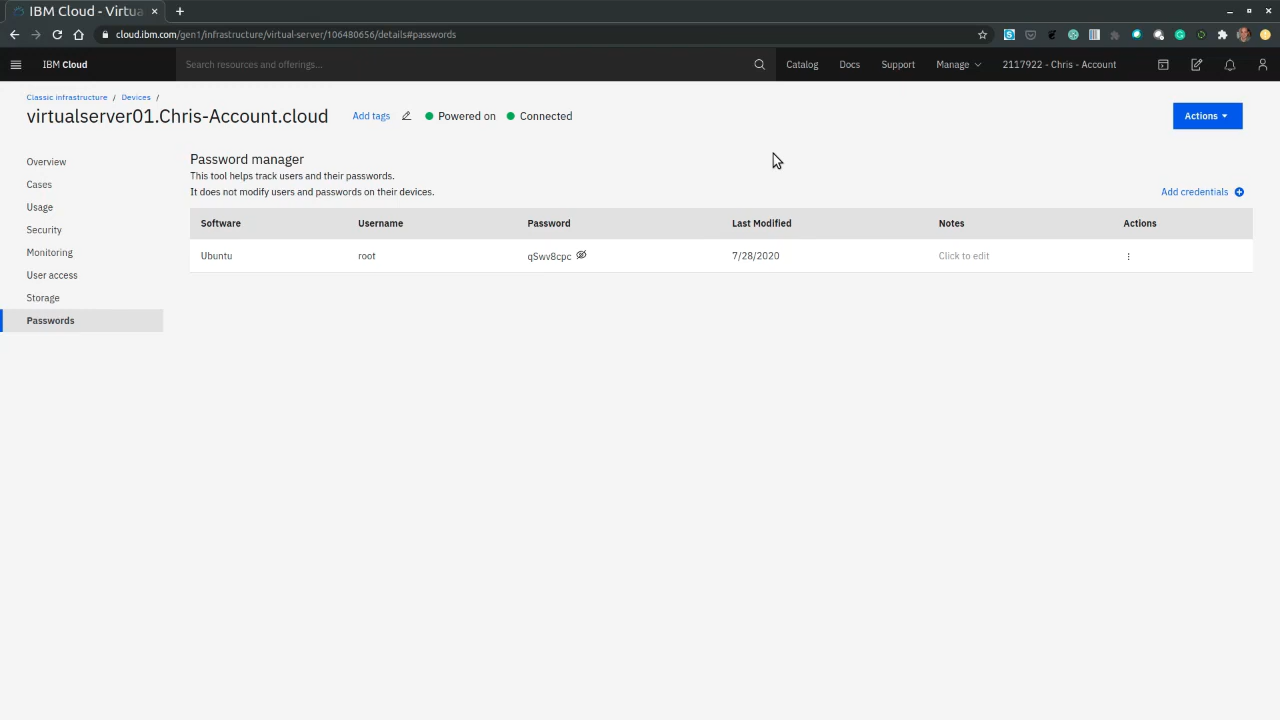 IBM Cloud - Virtua
cloud.ibm.com/gen1/infrastructure/virtual-server/106480656/details#passwords
IBM Cloud
Search resources and offerings...
Catalog
Docs
Support
Manage
2117922 - Chris - Account
Classic infrastructure / Devices /
virtualserver01.Chris-Account.cloud
Add tags
Powered on
Connected
Actions
Overview
Cases
Usage
Security
Monitoring
User access
Storage
Passwords
Password manager
This tool helps track users and their passwords.
It does not modify users and passwords on their devices.
Add credentials
Software Username Password Last Modified Notes Actions
Ubuntu root qSwv8cpc 7/28/2020 Click to edit